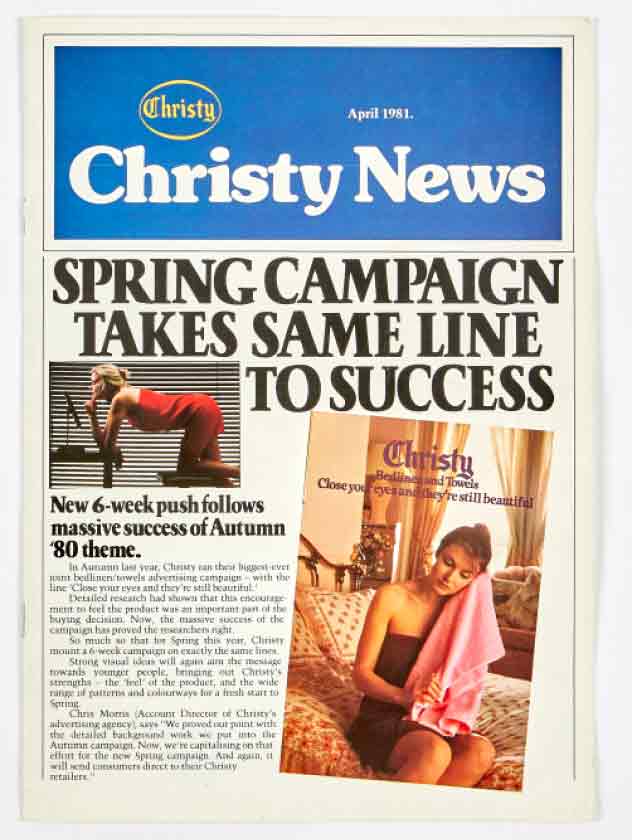 Christy
April 1981.
Christy News
SPRING CAMPAIGN
TAKES SAME LINE
TO SUCCESS
New 6-week push follows
massive success of Autumn
'80 theme.
In Autumn last year, Christy ran their biggest-ever
joint bedlinen/towels advertising campaign – with the
line 'Close your eyes and they're still beautiful.'
Detailed research had shown that this encourage-
ment to feel the product was an important part of the
buying decision. Now, the massive success of the
campaign has proved the researchers right.
So much so that for Spring this year, Christy
mount a 6-week campaign on exactly the same lines.
Strong visual ideas will again aim the message
towards younger people, bringing out Christy's
strengths – the 'feel' of the product, and the wide
range of patterns and colourways for a fresh start to
Spring.
Chris Morris (Account Director of Christy's
advertising agency), says "We proved our point with
the detailed background work we put into the
Autumn campaign. Now, we're capitalising on that
effort for the new Spring campaign. And again, it
will send consumers direct to their Christy
retailers."
Christy
Bedlinen and Towels
Close your eyes and they're still beautiful